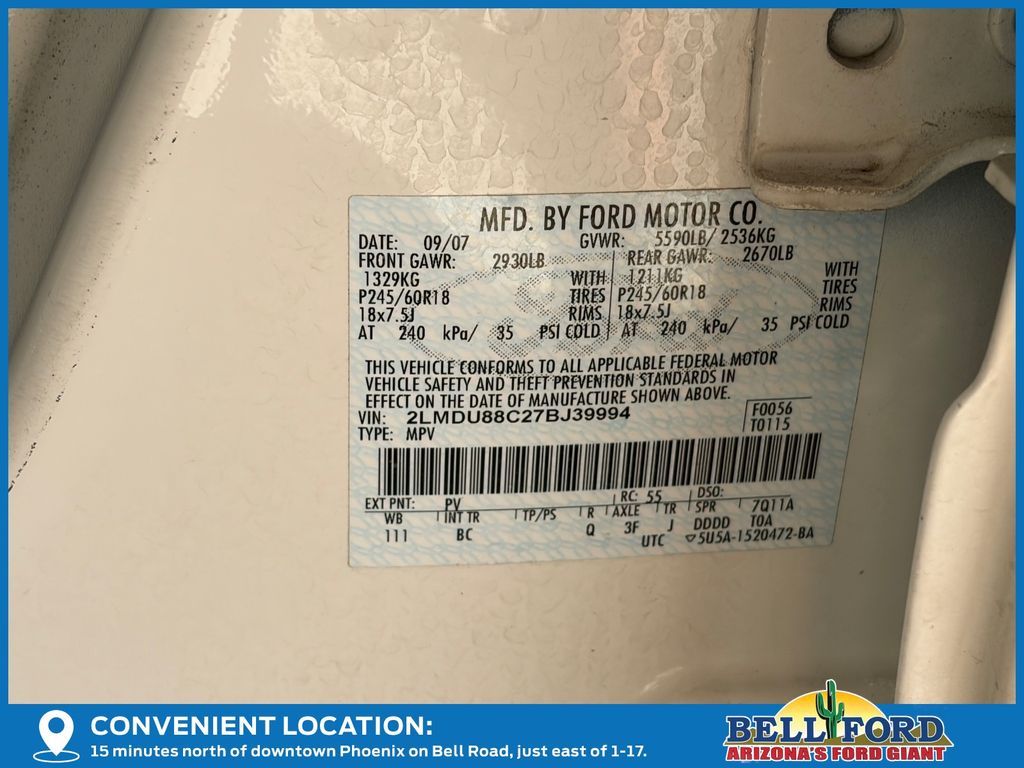 MFD. BY FORD MOTOR CO.
DATE: 09/07 GVWR: 5590LB/ 2536KG
FRONT GAWR: 2930LB REAR GAWR: 2670LB
1329KG WITH 1211KG WITH
P245/60R18 TIRES P245/60R18 TIRES
18x7.5J RIMS 18x7.5J RIMS
AT 240 kPa/ 35 PSI COLD AT 240 kPa/ 35 PSI COLD
THIS VEHICLE CONFORMS TO ALL APPLICABLE FEDERAL MOTOR
VEHICLE SAFETY AND THEFT PREVENTION STANDARDS IN
EFFECT ON THE DATE OF MANUFACTURE SHOWN ABOVE.
VIN: 2LMDU88C27BJ39994 F0056
TYPE: MPV T0115
EXT PNT: PV RC: 55 DSO:
WB INT TR TP/PS R AXLE TR SPR 7Q11A
111 BC Q 3F J DDDD TOA
UTC ▽5U5A-1520472-BA
CONVENIENT LOCATION:
15 minutes north of downtown Phoenix on Bell Road, just east of 1-17.
BELL FORD
ARIZONA'S FORD GIANT